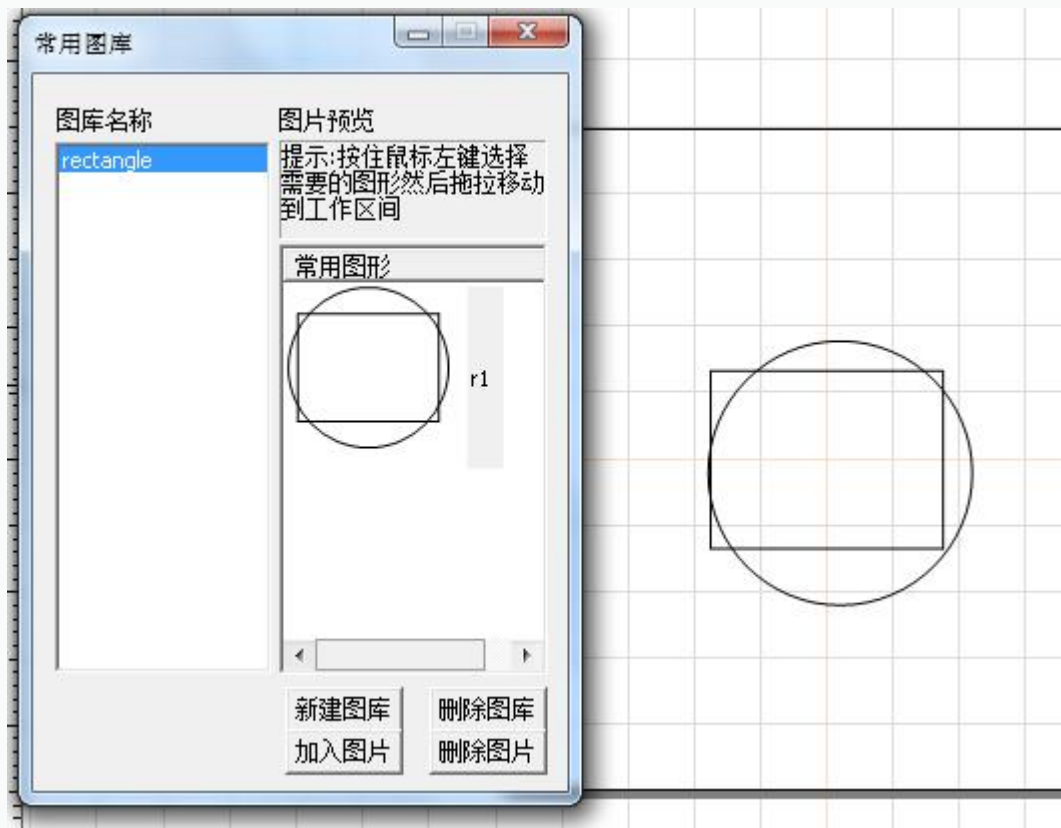 常用图库
图库名称
rectangle
图片预览
提示:按住鼠标左键选择
需要的图形然后拖拉移动
到工作区间
常用图形
r1
新建图库
删除图库
加入图片
删除图片